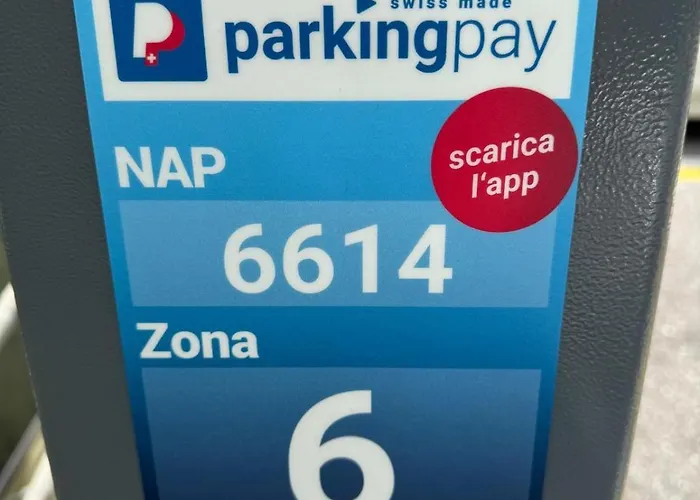 swiss made
P
parkingpay
NAP
scarica
l'app
6614
Zona
6